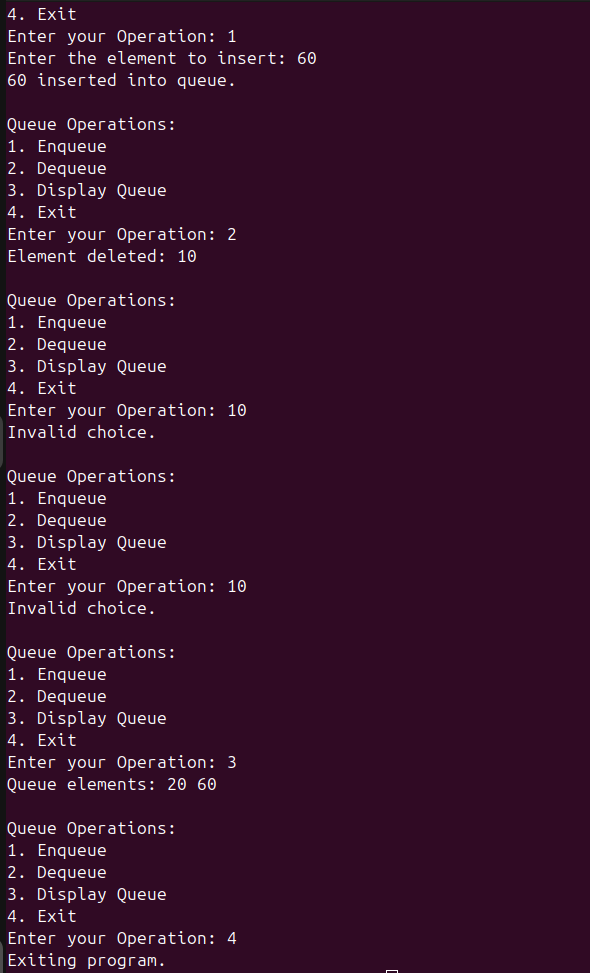 4. Exit
Enter your Operation: 1
Enter the element to insert: 60
60 inserted into queue.

Queue Operations:
1. Enqueue
2. Dequeue
3. Display Queue
4. Exit
Enter your Operation: 2
Element deleted: 10

Queue Operations:
1. Enqueue
2. Dequeue
3. Display Queue
4. Exit
Enter your Operation: 10
Invalid choice.

Queue Operations:
1. Enqueue
2. Dequeue
3. Display Queue
4. Exit
Enter your Operation: 10
Invalid choice.

Queue Operations:
1. Enqueue
2. Dequeue
3. Display Queue
4. Exit
Enter your Operation: 3
Queue elements: 20 60

Queue Operations:
1. Enqueue
2. Dequeue
3. Display Queue
4. Exit
Enter your Operation: 4
Exiting program.